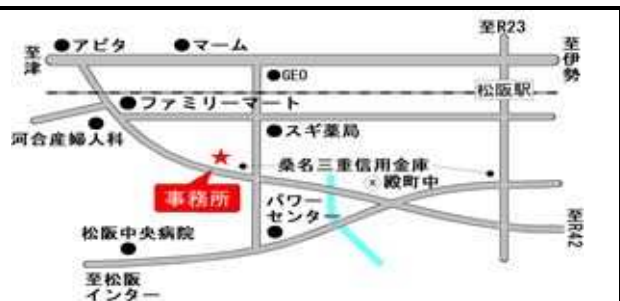 至R23
至津
アピタ
マーム
至伊勢
GEO
松阪駅
ファミリーマート
河合産婦人科
スギ薬局
桑名三重信用金庫
殿町中
事務所
パワー
センター
松阪中央病院
至R42
至松阪
インター